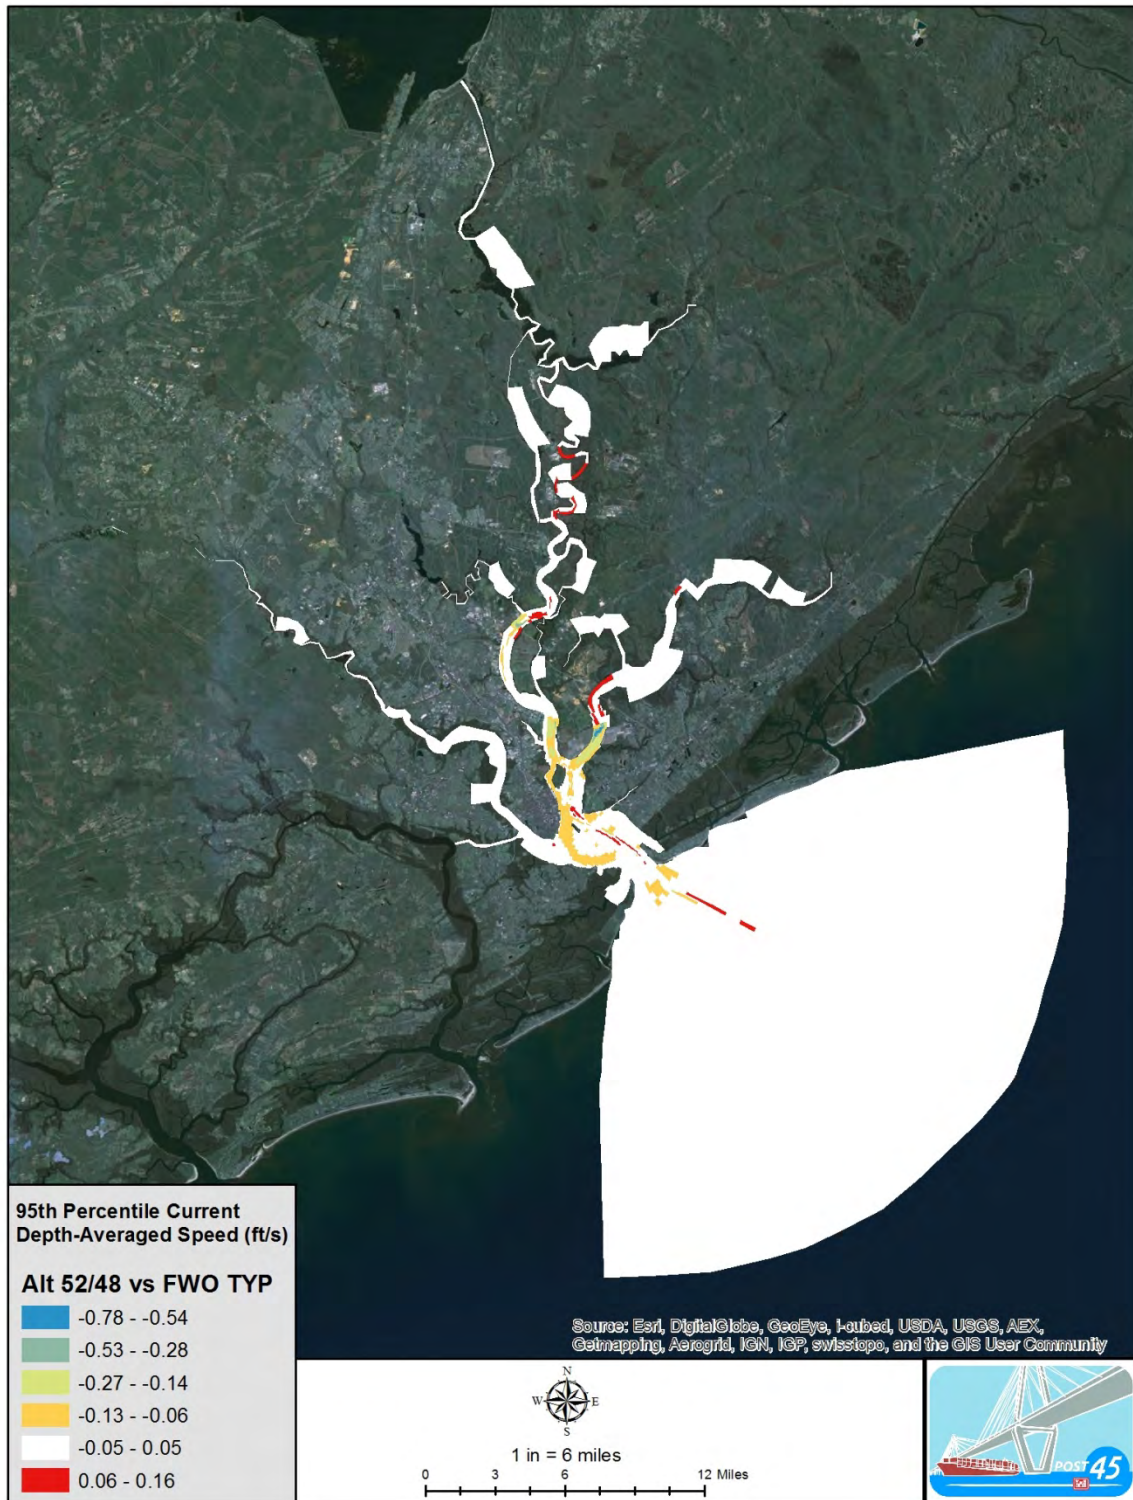 95th Percentile Current
Depth-Averaged Speed (ft/s)
Alt 52/48 vs FWO TYP
-0.78 - -0.54
-0.53 - -0.28
-0.27 - -0.14
-0.13 - -0.06
-0.05 - 0.05
0.06 - 0.16
Source: Esri, DigitalGlobe, GeoEye, i-cubed, USDA, USGS, AEX,
Getmapping, Aerogrid, IGN, IGP, swisstopo, and the GIS User Community
N
W E
S
1 in = 6 miles
0 3 6 12 Miles
POST 45